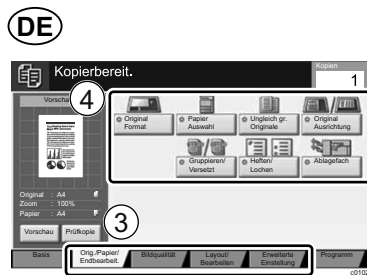 DE
Kopierbereit.
Kopien
1
Vorschau
4
Original
Format
Papier
Auswahl
Ungleich gr.
Originale
Original
Ausrichtung
Gruppieren/
Versetzt
Heften/
Lochen
Ablagefach
Original : A4
Zoom : 100%
Papier : A4
Vorschau
Prüfkopie
3
Basis
Orig./Papier/
Endbearbeit.
Bildqualität
Layout/
Bearbeiten
Erweiterte
Einstellung
Programm
c0102